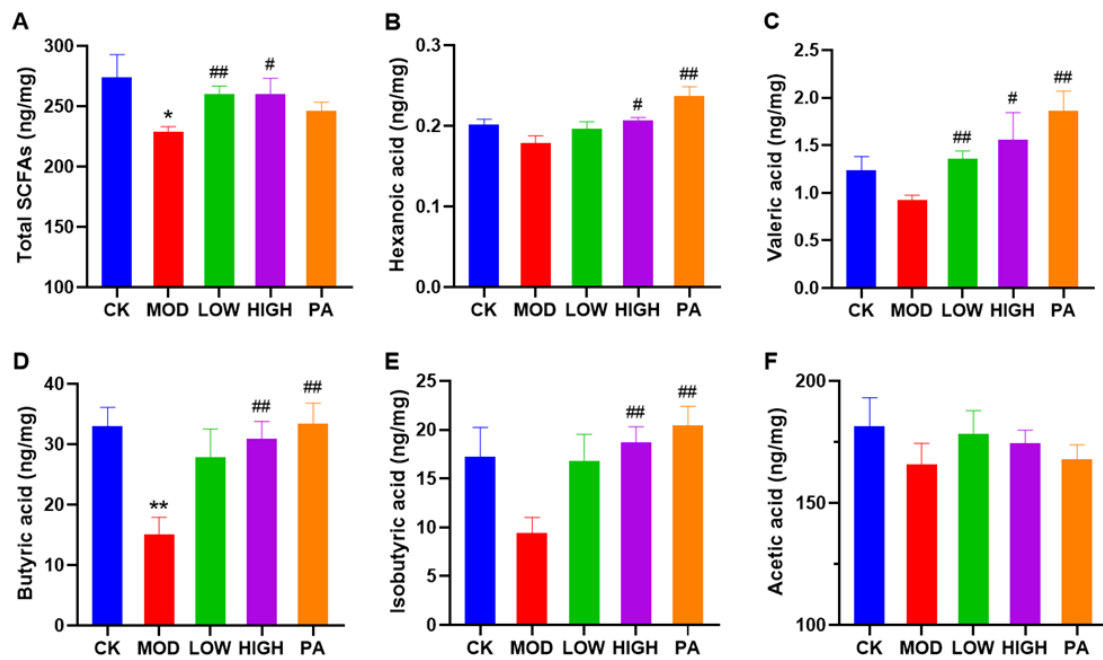 A
Total SCFAs (ng/mg)
300
250
200
150
100
*
##
#
CK MOD LOW HIGH PA
B
Hexanoic acid (ng/mg)
0.3
0.2
0.1
0.0
#
##
CK MOD LOW HIGH PA
C
Valeric acid (ng/mg)
2.5
2.0
1.5
1.0
0.5
0.0
##
#
##
CK MOD LOW HIGH PA
D
Butyric acid (ng/mg)
40
30
20
10
0
**
##
##
CK MOD LOW HIGH PA
E
Isobutyric acid (ng/mg)
25
20
15
10
5
0
##
##
CK MOD LOW HIGH PA
F
Acetic acid (ng/mg)
200
150
100
CK MOD LOW HIGH PA